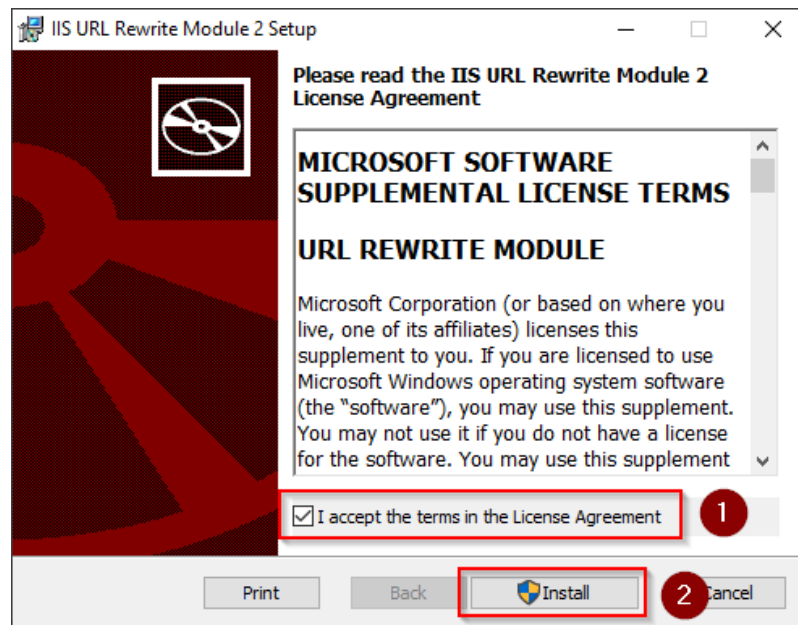 IIS URL Rewrite Module 2 Setup
Please read the IIS URL Rewrite Module 2
License Agreement
MICROSOFT SOFTWARE
SUPPLEMENTAL LICENSE TERMS
URL REWRITE MODULE
Microsoft Corporation (or based on where you
live, one of its affiliates) licenses this
supplement to you. If you are licensed to use
Microsoft Windows operating system software
(the “software”), you may use this supplement.
You may not use it if you do not have a license
for the software. You may use this supplement
I accept the terms in the License Agreement
1
Print
Back
Install
2
Cancel